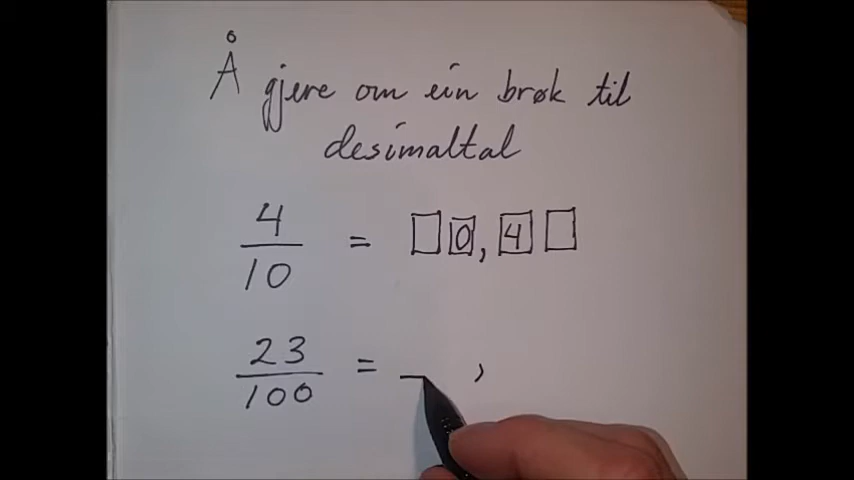 Å gjere om ein brøk til
desimaltal
4/10 = 0,4
23/100 = _ ,